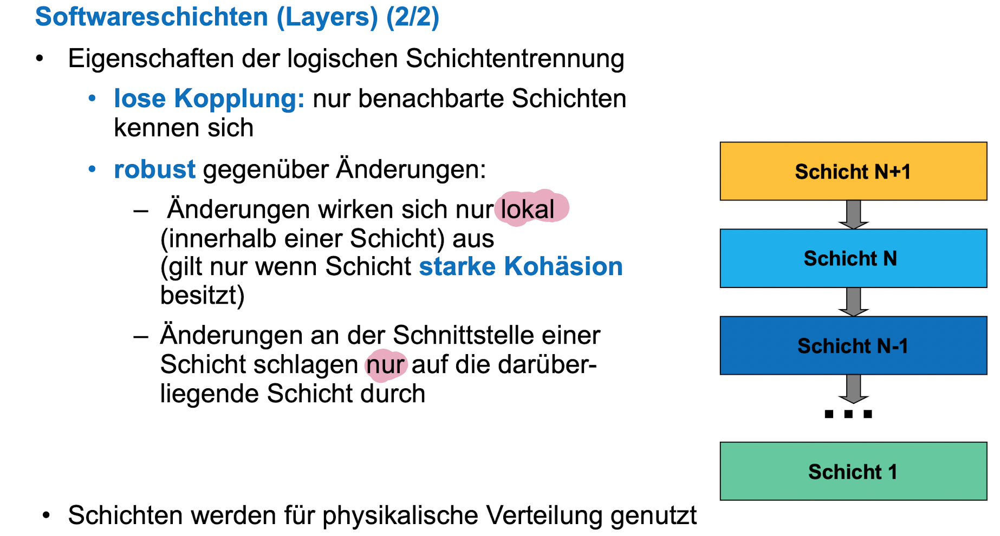 Softwareschichten (Layers) (2/2)
• Eigenschaften der logischen Schichtentrennung
• lose Kopplung: nur benachbarte Schichten
kennen sich
• robust gegenüber Änderungen:
– Änderungen wirken sich nur lokal
(innerhalb einer Schicht) aus
(gilt nur wenn Schicht starke Kohäsion
besitzt)
– Änderungen an der Schnittstelle einer
Schicht schlagen nur auf die darüber-
liegende Schicht durch
• Schichten werden für physikalische Verteilung genutzt
Schicht N+1
Schicht N
Schicht N-1
...
Schicht 1